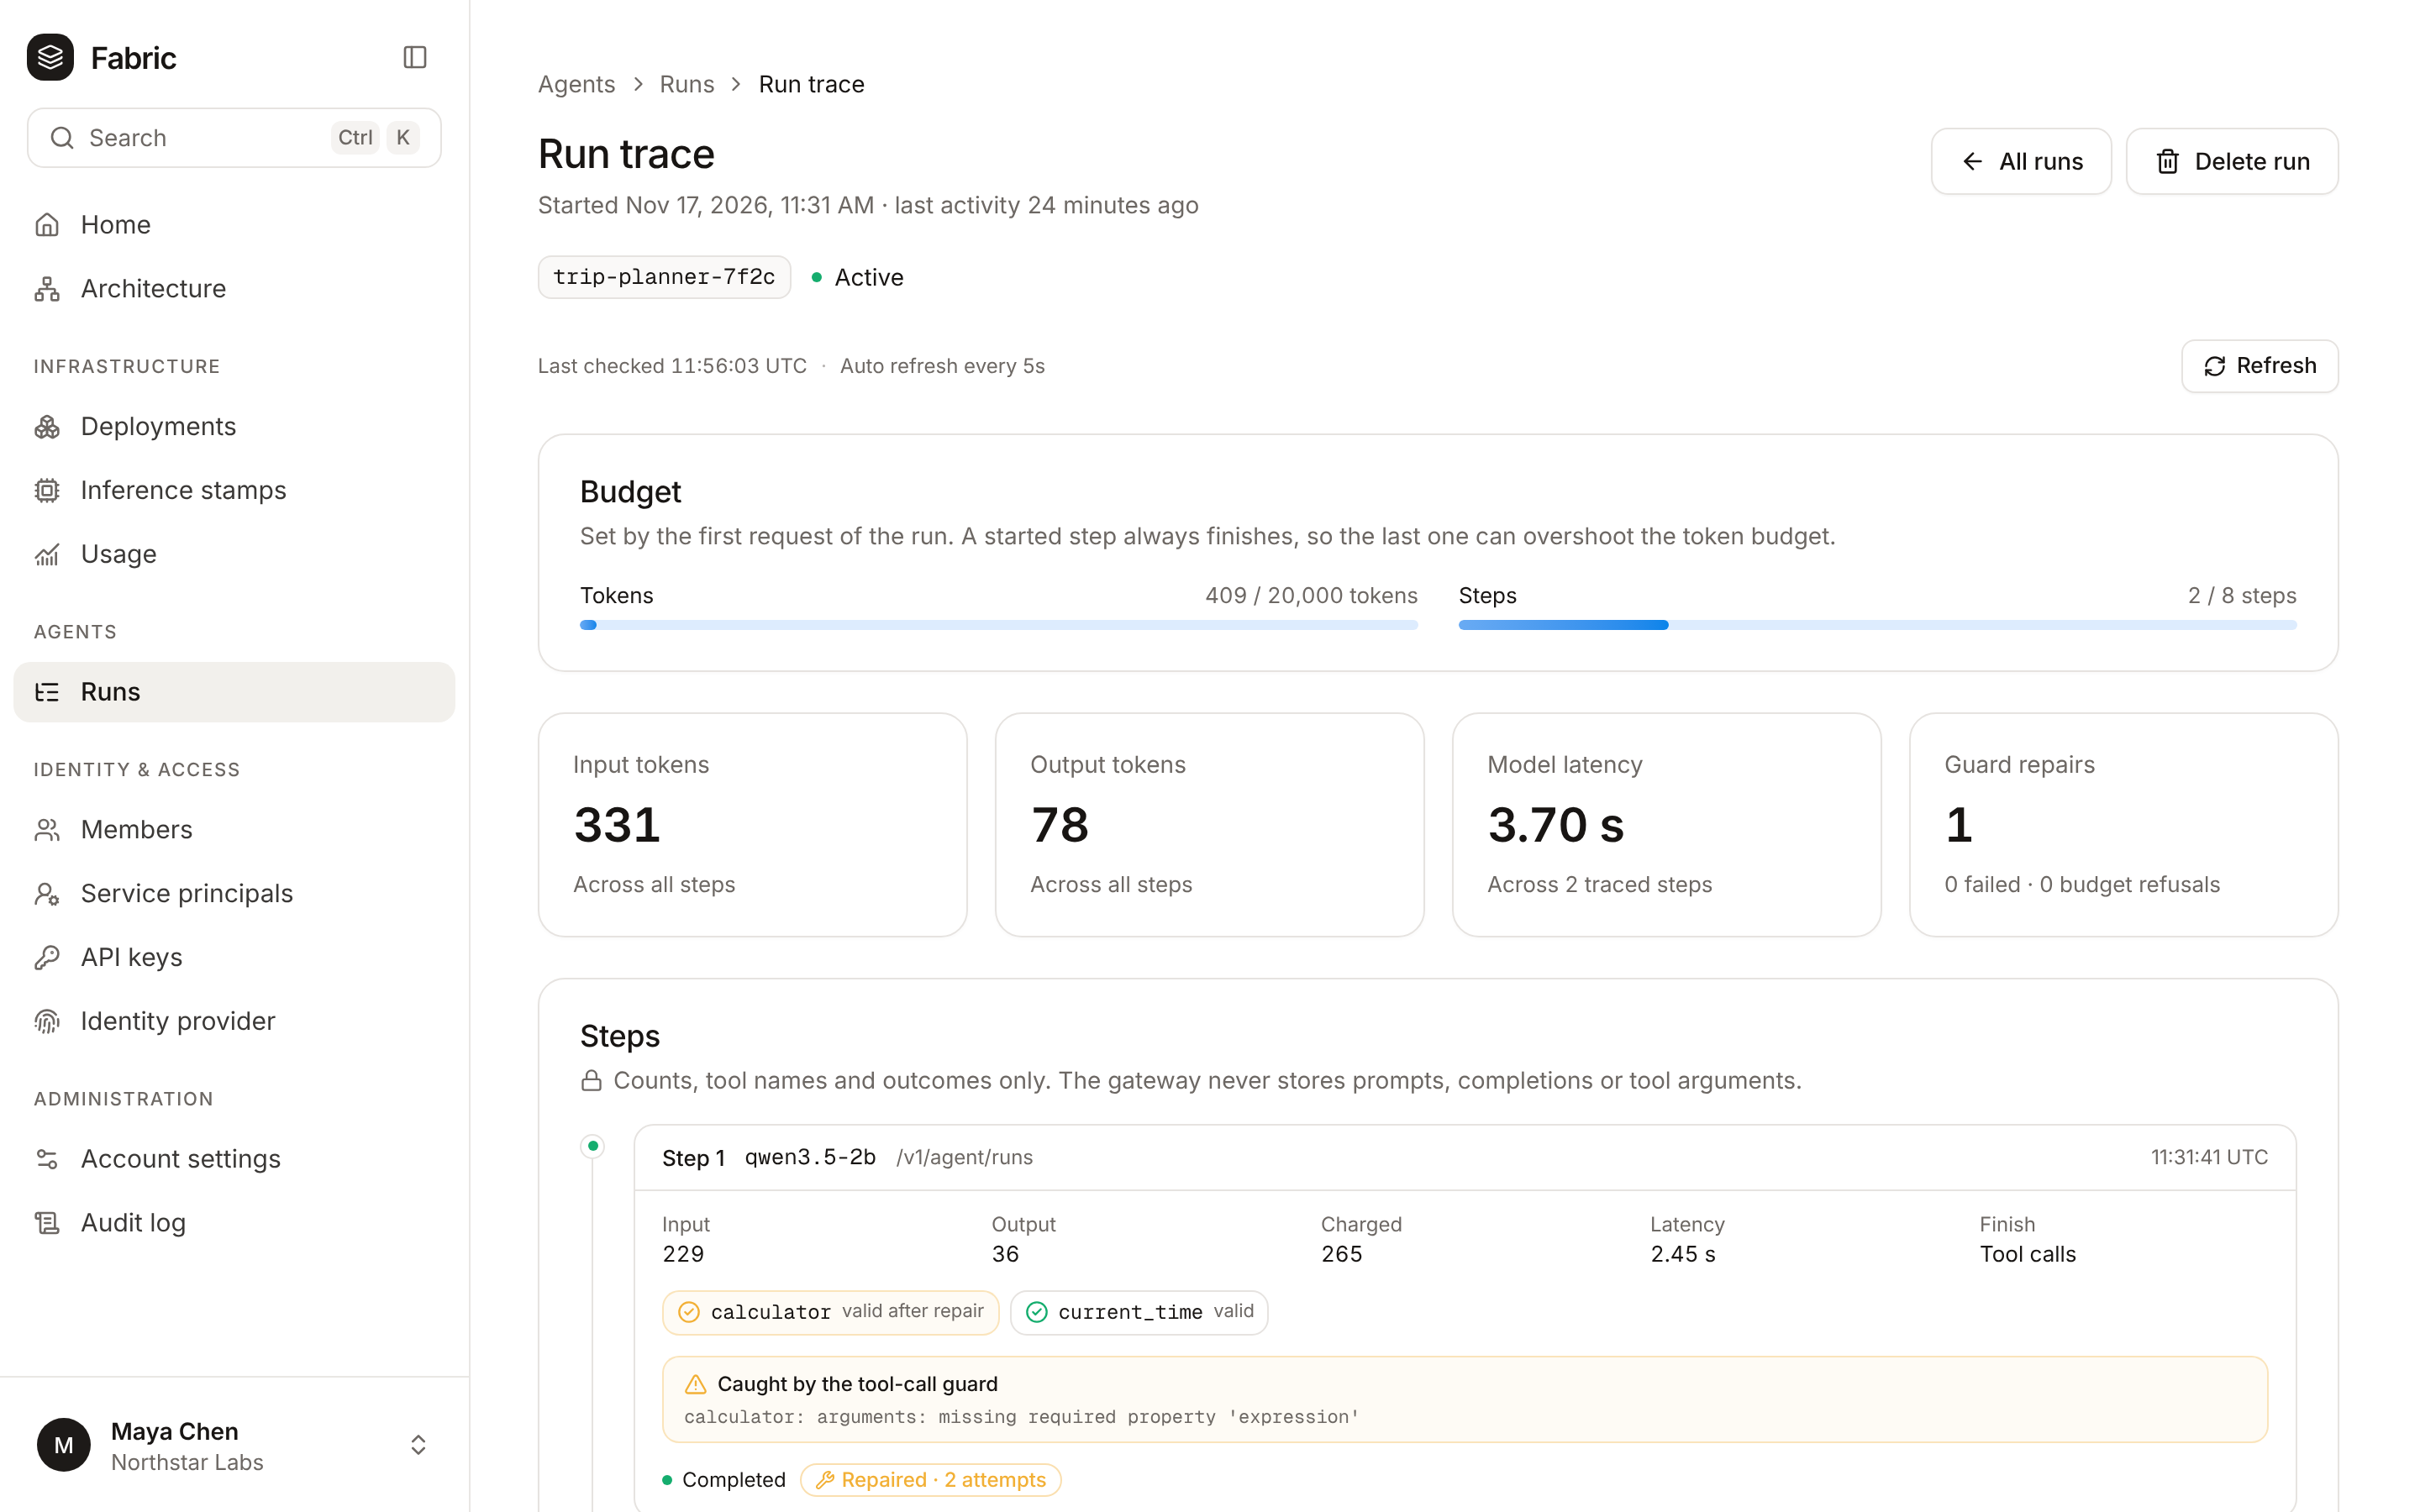 Fabric
Search Ctrl K
Home
Architecture
INFRASTRUCTURE
Deployments
Inference stamps
Usage
AGENTS
Runs
IDENTITY & ACCESS
Members
Service principals
API keys
Identity provider
ADMINISTRATION
Account settings
Audit log
M
Maya Chen
Northstar Labs
Agents > Runs > Run trace
Run trace
Started Nov 17, 2026, 11:31 AM · last activity 24 minutes ago
All runs
Delete run
trip-planner-7f2c Active
Last checked 11:56:03 UTC · Auto refresh every 5s
Refresh
Budget
Set by the first request of the run. A started step always finishes, so the last one can overshoot the token budget.
Tokens 409 / 20,000 tokens
Steps 2 / 8 steps
Input tokens
331
Across all steps
Output tokens
78
Across all steps
Model latency
3.70 s
Across 2 traced steps
Guard repairs
1
0 failed · 0 budget refusals
Steps
Counts, tool names and outcomes only. The gateway never stores prompts, completions or tool arguments.
Step 1 qwen3.5-2b /v1/agent/runs 11:31:41 UTC
Input Output Charged Latency Finish
229 36 265 2.45 s Tool calls
calculator valid after repair current_time valid
Caught by the tool-call guard
calculator: arguments: missing required property 'expression'
Completed Repaired · 2 attempts